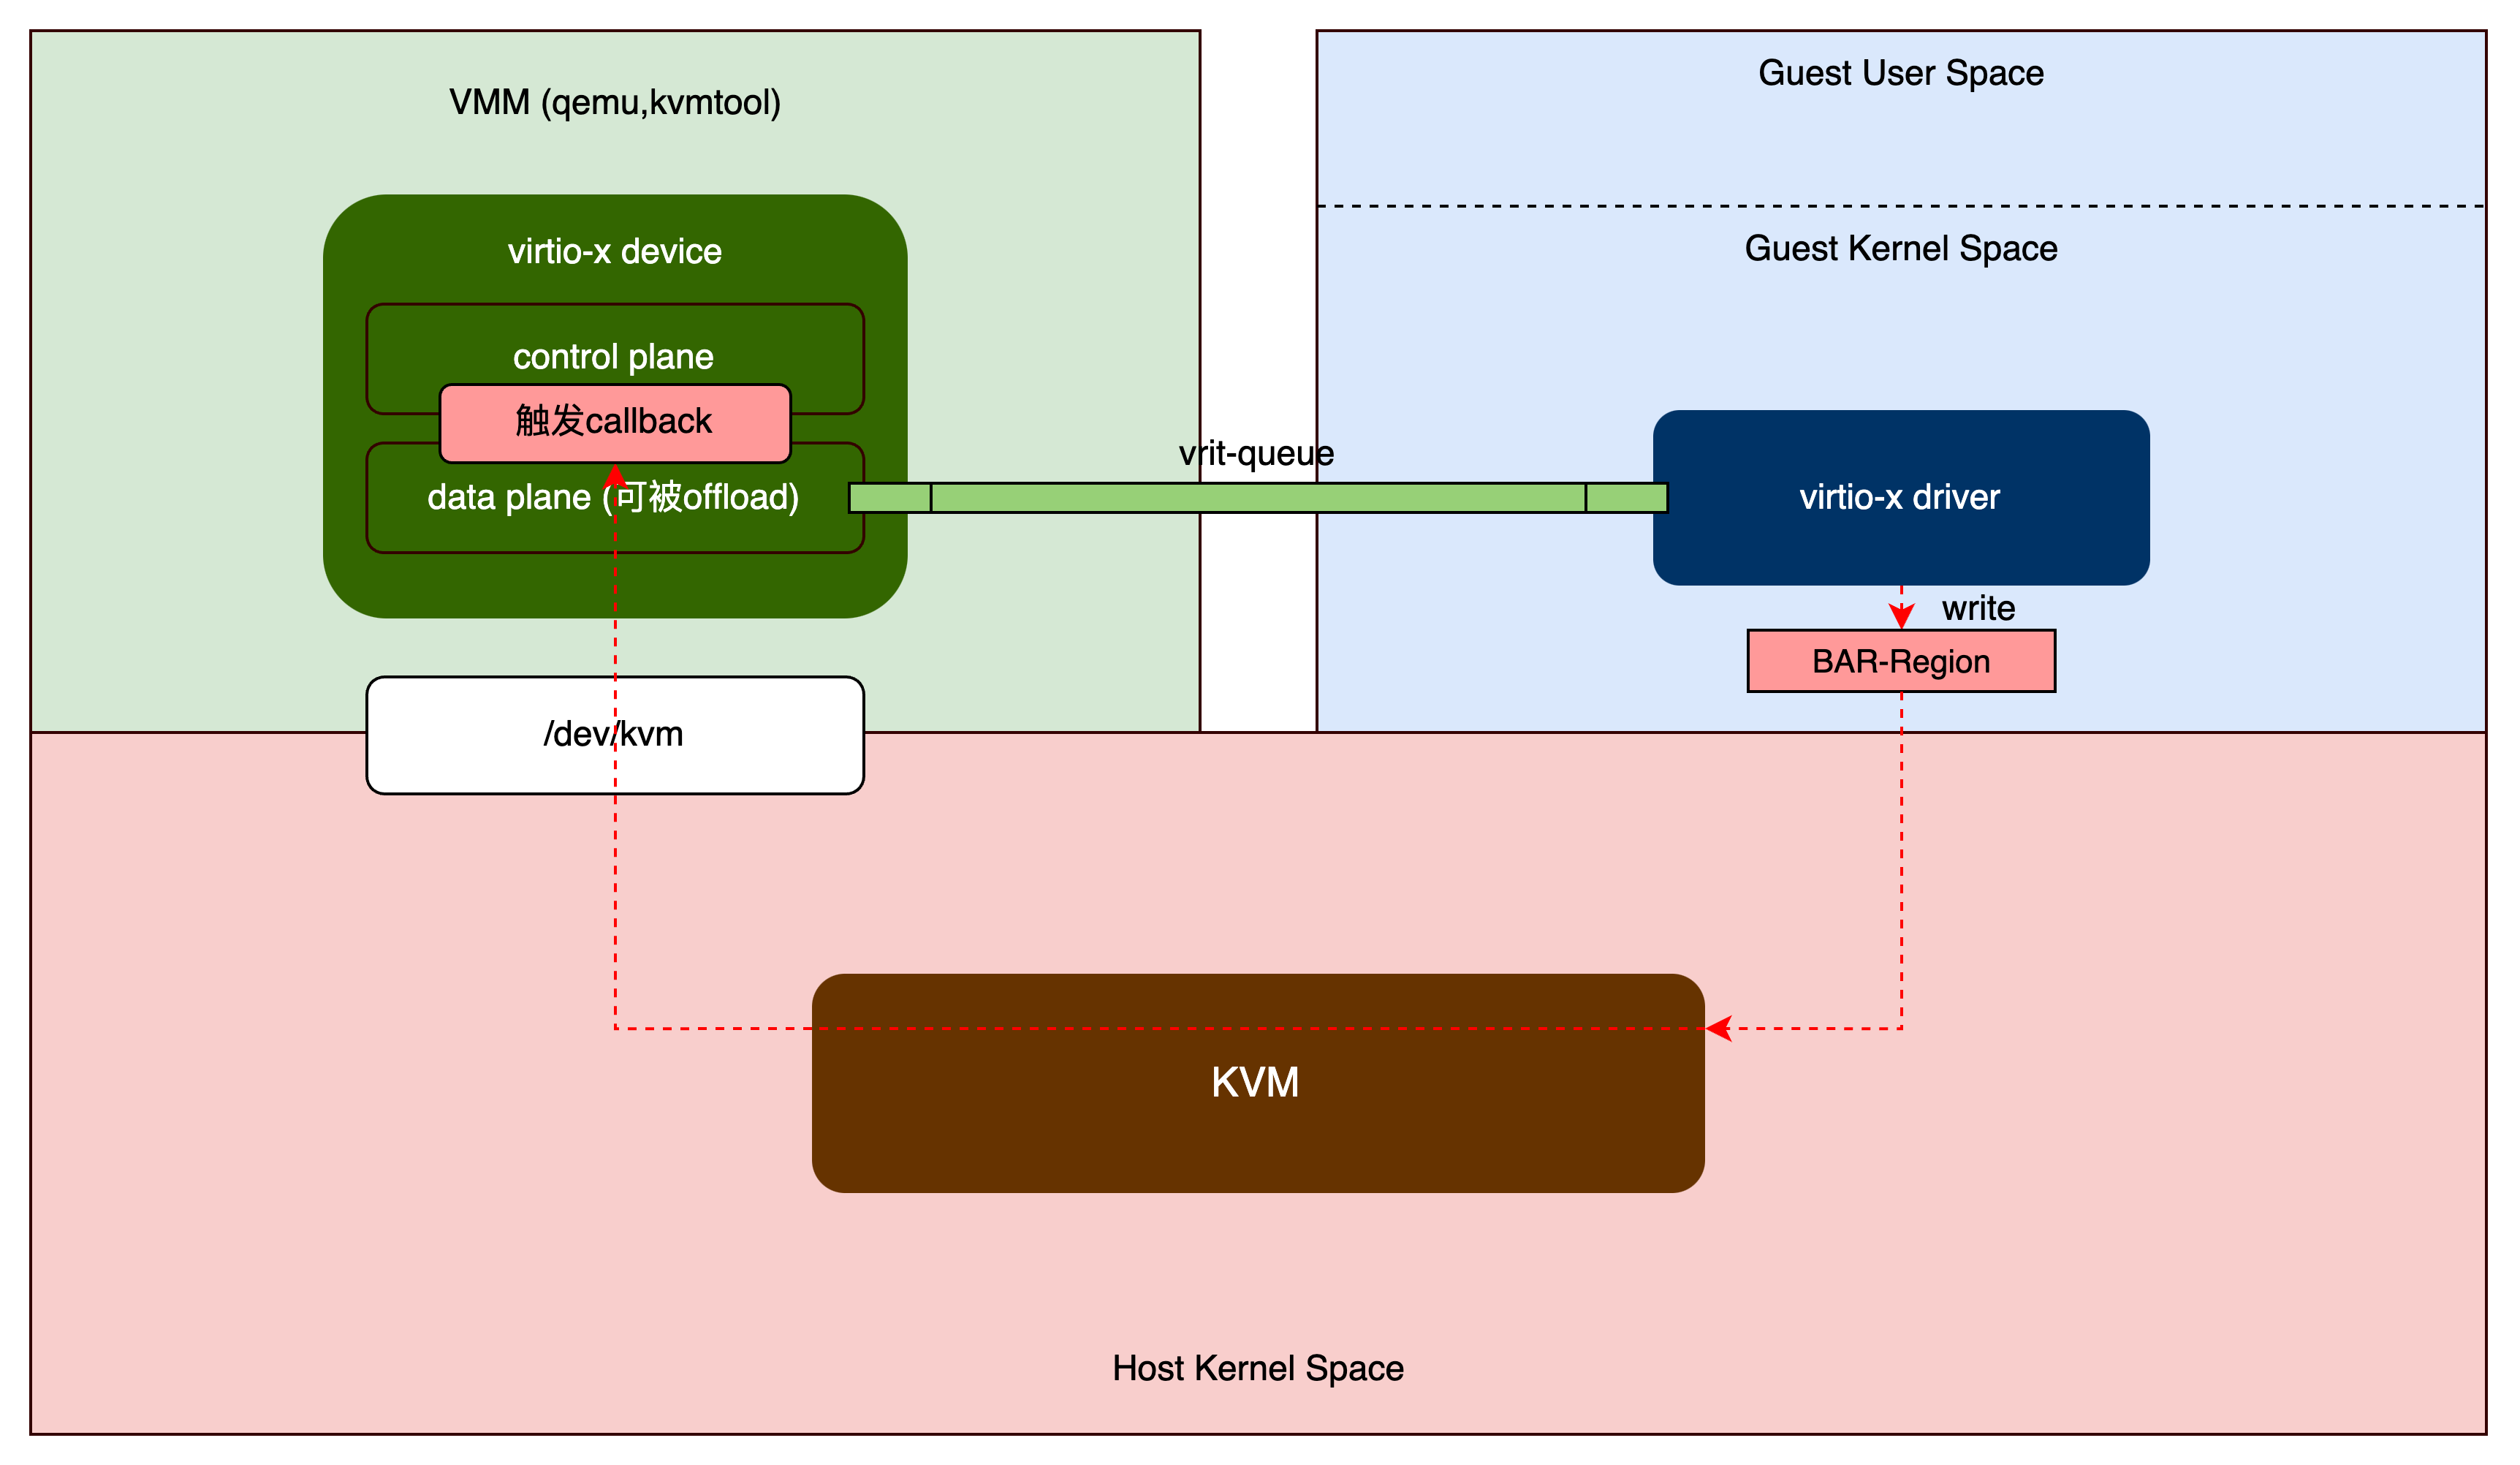 VMM (qemu,kvmtool)
virtio-x device
control plane
触发callback
data plane (可被offload)
/dev/kvm
vrit-queue
Guest User Space
Guest Kernel Space
virtio-x driver
write
BAR-Region
KVM
Host Kernel Space